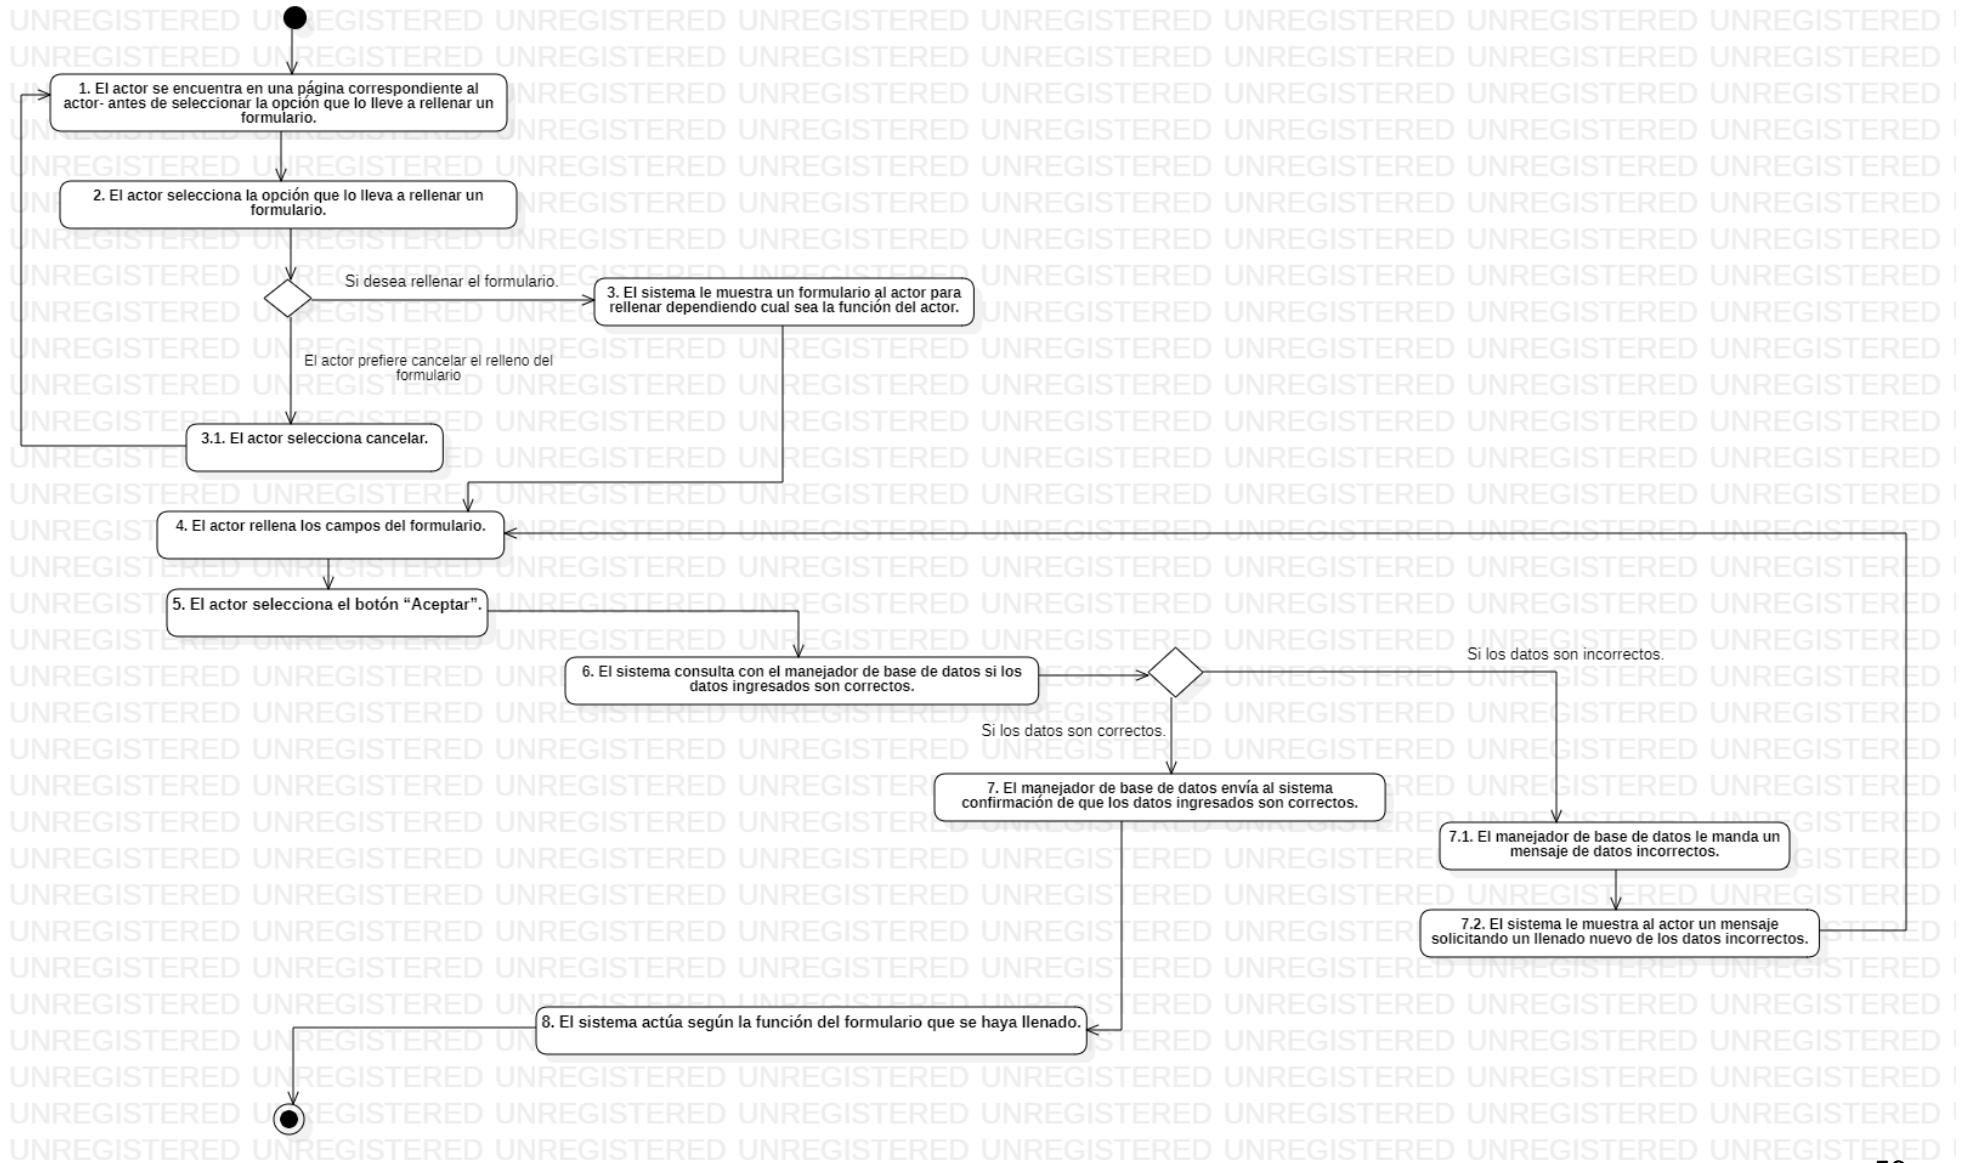 1. El actor se encuentra en una página correspondiente al
actor- antes de seleccionar la opción que lo lleve a rellenar un
formulario.
2. El actor selecciona la opción que lo lleva a rellenar un
formulario.
Si desea rellenar el formulario.
3. El sistema le muestra un formulario al actor para
rellenar dependiendo cual sea la función del actor.
El actor prefiere cancelar el relleno del
formulario
3.1. El actor selecciona cancelar.
4. El actor rellena los campos del formulario.
5. El actor selecciona el botón “Aceptar”.
6. El sistema consulta con el manejador de base de datos si los
datos ingresados son correctos.
Si los datos son incorrectos.
Si los datos son correctos.
7. El manejador de base de datos envía al sistema
confirmación de que los datos ingresados son correctos.
7.1. El manejador de base de datos le manda un
mensaje de datos incorrectos.
7.2. El sistema le muestra al actor un mensaje
solicitando un llenado nuevo de los datos incorrectos.
8. El sistema actúa según la función del formulario que se haya llenado.
UNREGISTERED